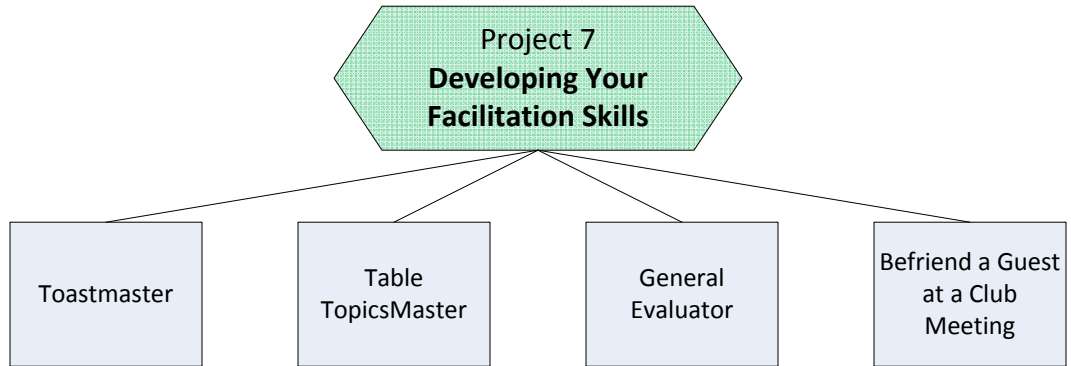 Project 7
Developing Your
Facilitation Skills
Toastmaster
Table
TopicsMaster
General
Evaluator
Befriend a Guest
at a Club
Meeting